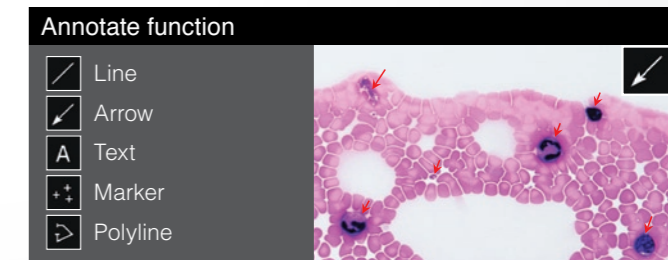 Annotate function
Line
Arrow
A Text
Marker
Polyline